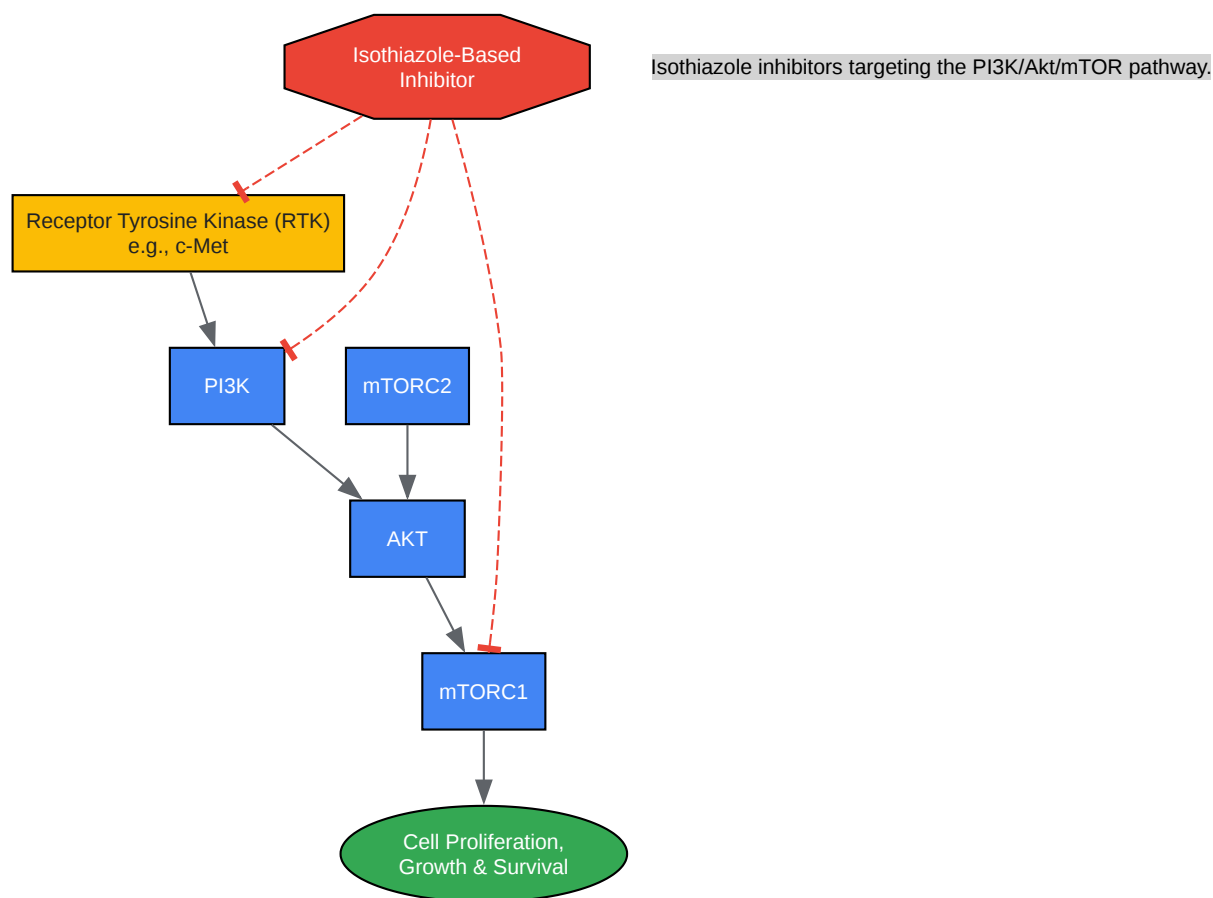 Isothiazole-Based
Inhibitor
Isothiazole inhibitors targeting the PI3K/Akt/mTOR pathway.
Receptor Tyrosine Kinase (RTK)
e.g., c-Met
PI3K
mTORC2
AKT
mTORC1
Cell Proliferation,
Growth & Survival